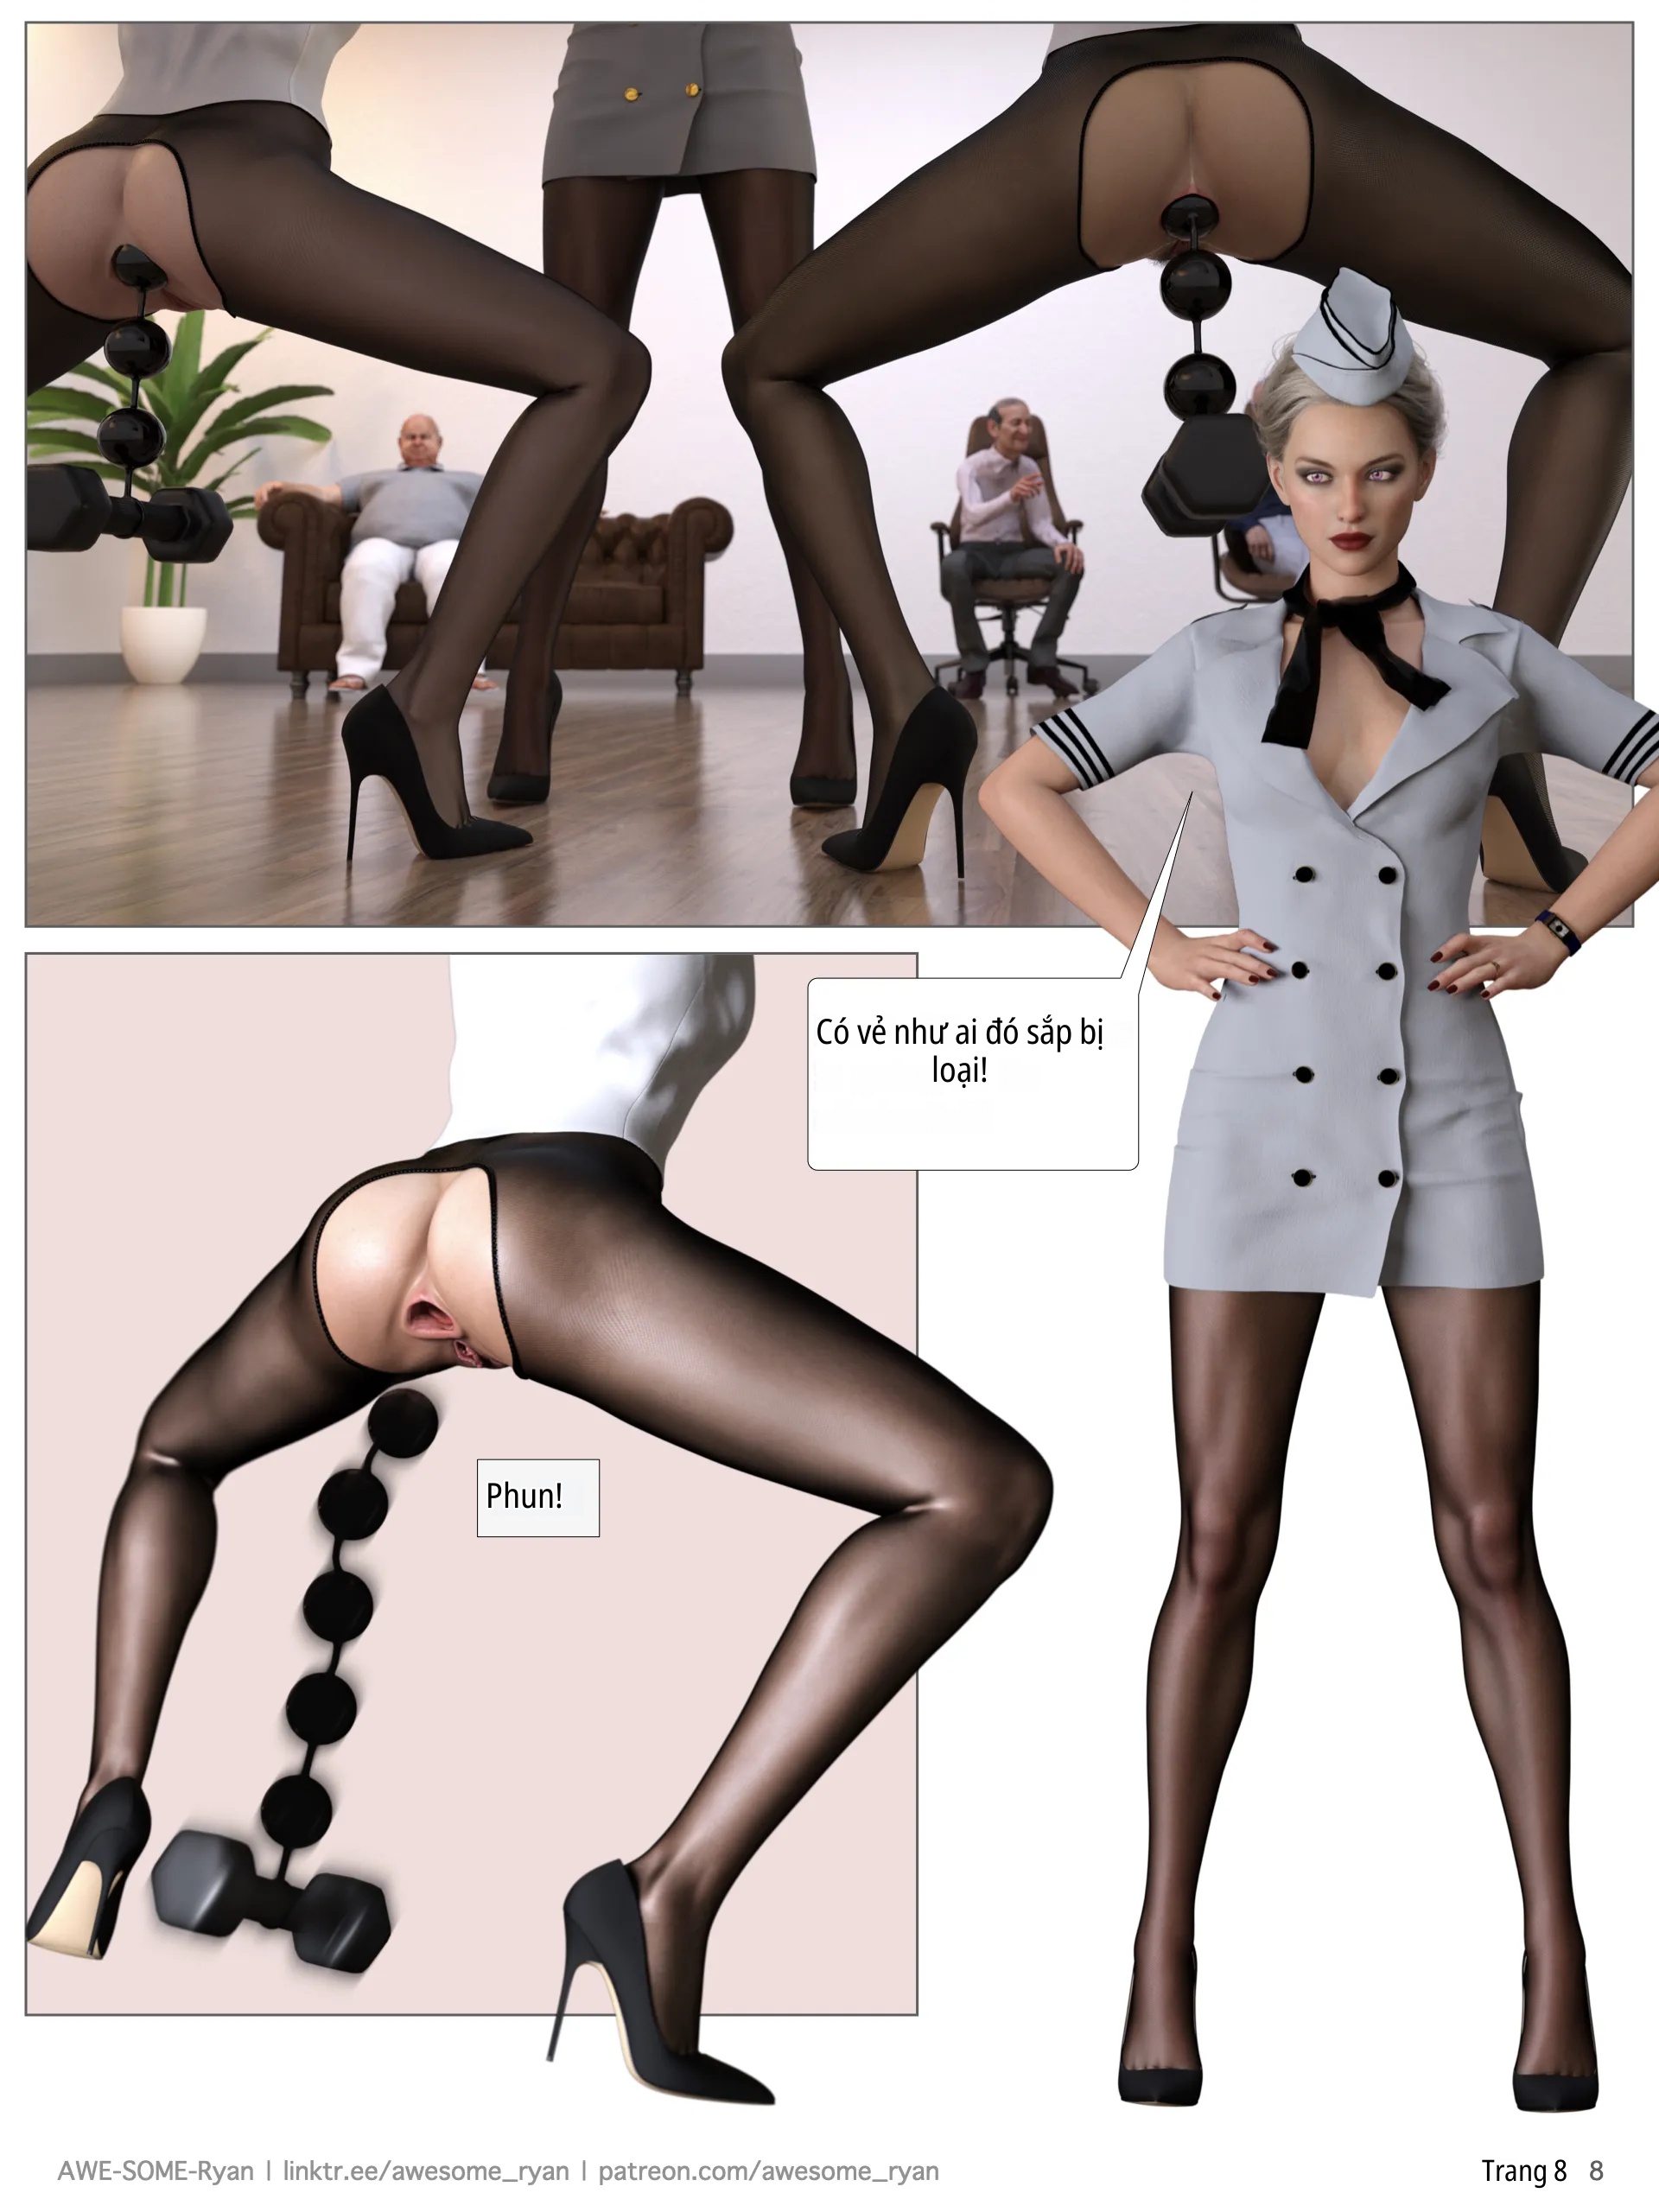 Có vẻ như ai đó sắp bị
loại!
Phun!
AWE-SOME-Ryan | linktr.ee/awesome_ryan | patreon.com/awesome_ryan
Trang 8 8